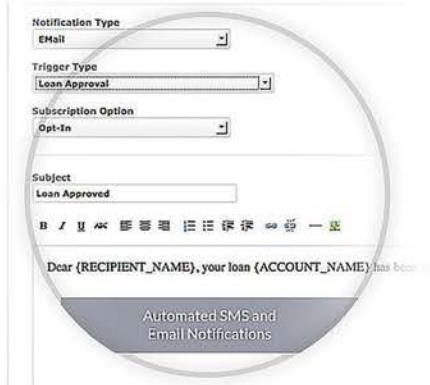 Notification Type
EMail
Trigger Type
Loan Approval
Subscription Option
Opt-In
Subject
Loan Approved
B I U ABC
Dear {RECIPIENT_NAME}, your loan {ACCOUNT_NAME} has been
Automated SMS and
Email Notifications